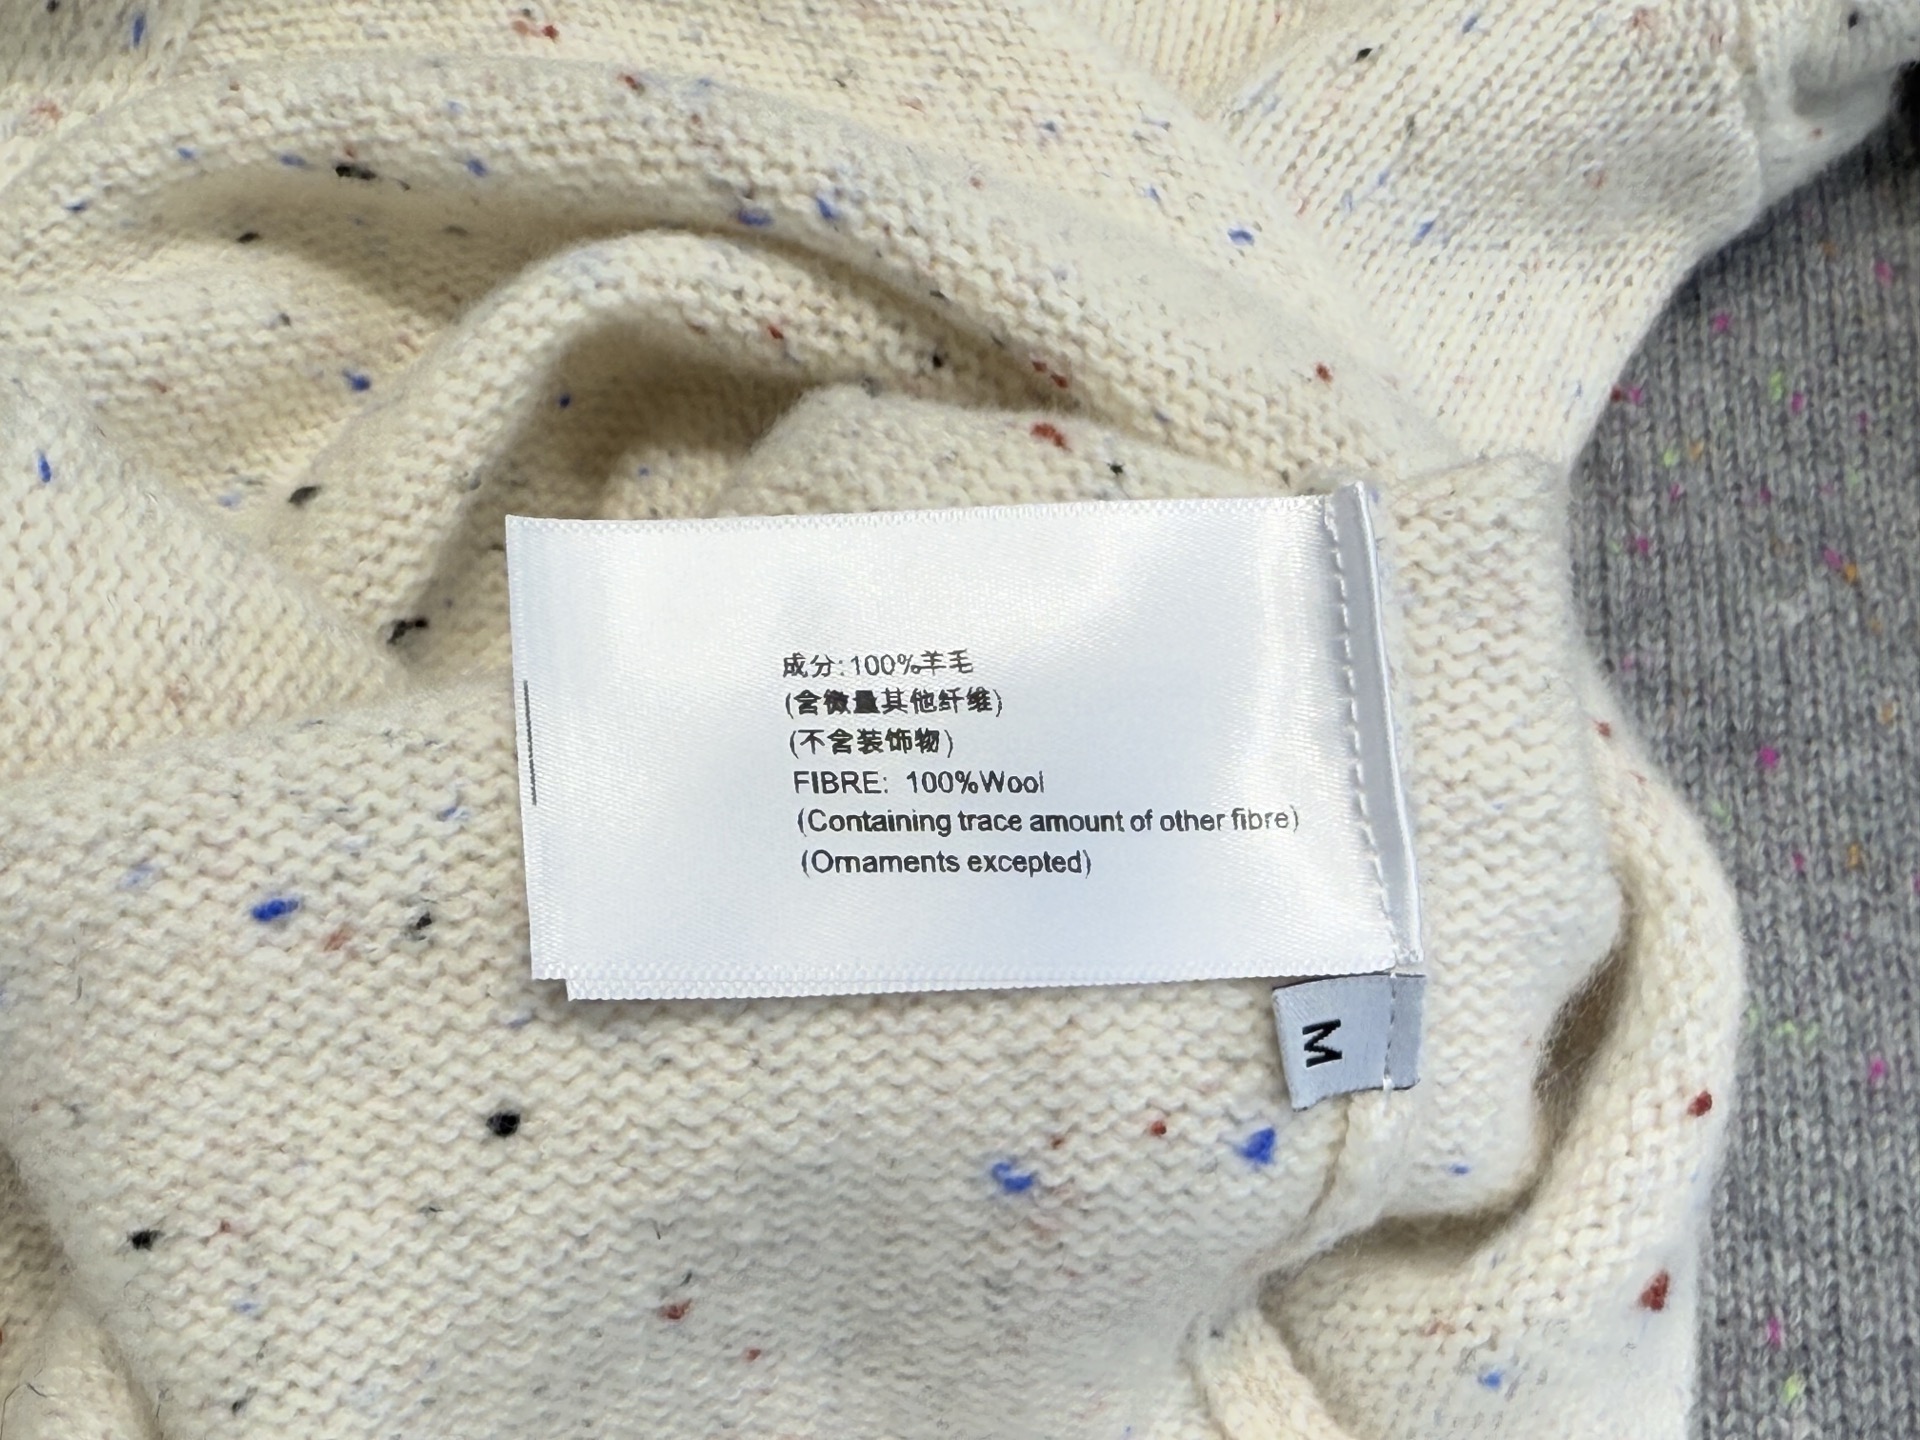 成分:100%羊毛
(含微量其他纤维)
(不含装饰物)
FIBRE: 100%Wool
(Containing trace amount of other fibre)
(Ornaments excepted)
M